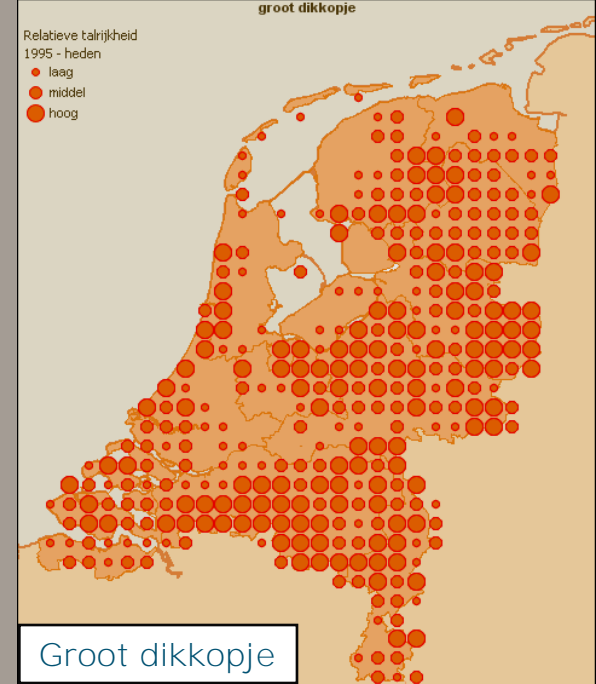 groot dikkopje
Relatieve talrijkheid
1995 - heden
laag
middel
hoog
Groot dikkopje